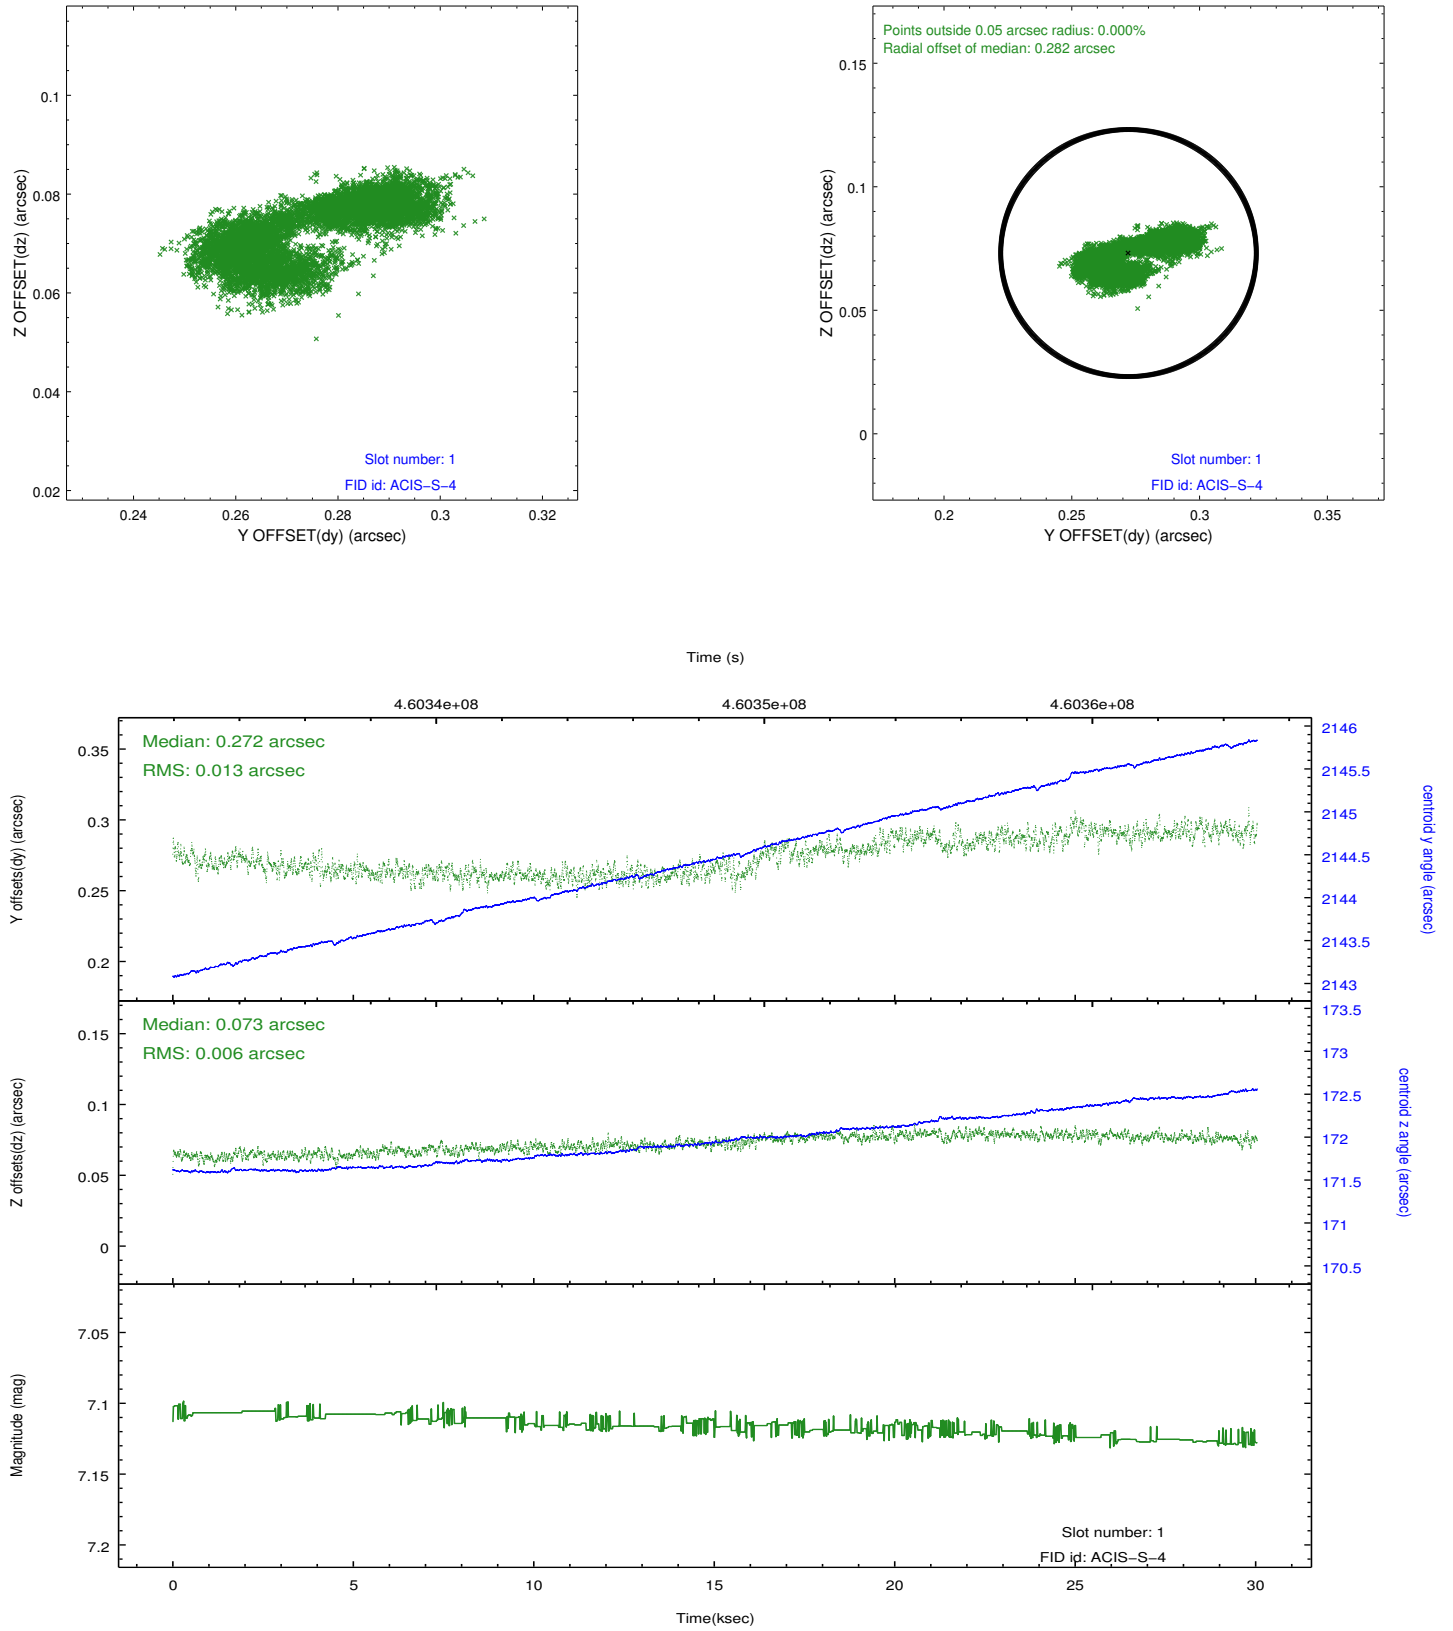 0.1
0.08
0.06
0.04
0.02
Z OFFSET(dz) (arcsec)
Slot number: 1
FID id: ACIS−S−4
0.24 0.26 0.28 0.3 0.32
Y OFFSET(dy) (arcsec)
Points outside 0.05 arcsec radius: 0.000%
Radial offset of median: 0.282 arcsec
0.15
0.1
0.05
0
Z OFFSET(dz) (arcsec)
Slot number: 1
FID id: ACIS−S−4
0.2 0.25 0.3 0.35
Y OFFSET(dy) (arcsec)
Time (s)
4.6034e+08 4.6035e+08 4.6036e+08
Median: 0.272 arcsec
RMS: 0.013 arcsec
0.35
0.3
0.25
0.2
Y offsets(dy) (arcsec)
2146
2145.5
2145
2144.5
2144
2143.5
2143
centroid y angle (arcsec)
Median: 0.073 arcsec
RMS: 0.006 arcsec
0.15
0.1
0.05
0
Z offsets(dz) (arcsec)
173.5
173
172.5
172
171.5
171
170.5
centroid z angle (arcsec)
7.05
7.1
7.15
7.2
Magnitude (mag)
Slot number: 1
FID id: ACIS−S−4
0 5 10 15 20 25 30
Time(ksec)